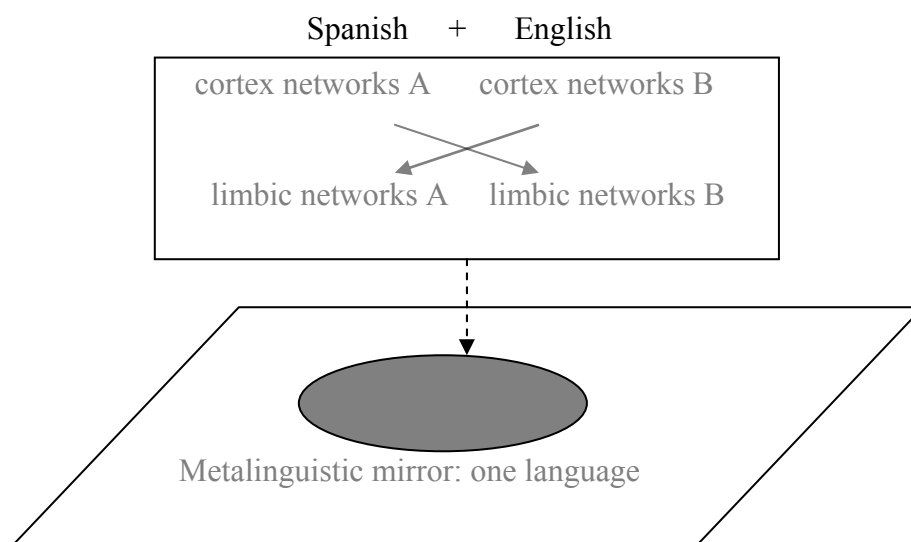 Spanish + English
cortex networks A cortex networks B
limbic networks A limbic networks B
Metalinguistic mirror: one language